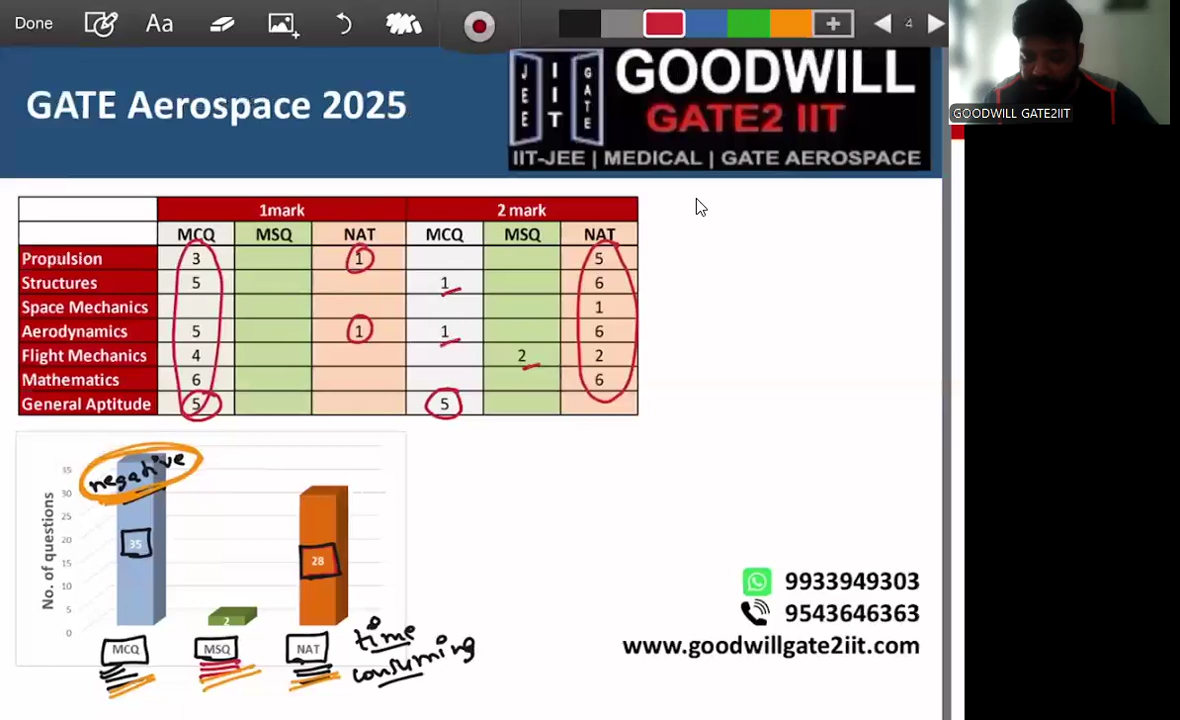 Done Aa 4
GATE Aerospace 2025
JEE IIT GATE
GOODWILL
GATE2 IIT
IIT-JEE | MEDICAL | GATE AEROSPACE
GOODWILL GATE2IIT
1mark 2 mark
MCQ MSQ NAT MCQ MSQ NAT
Propulsion 3 1 5
Structures 5 1 6
Space Mechanics 1
Aerodynamics 5 1 1 6
Flight Mechanics 4 2 2
Mathematics 6 6
General Aptitude 5 5
No. of questions
35
30
25
20
15
10
5
0
negative
35
2
28
MCQ MSQ NAT
time
consuming
9933949303
9543646363
www.goodwillgate2iit.com